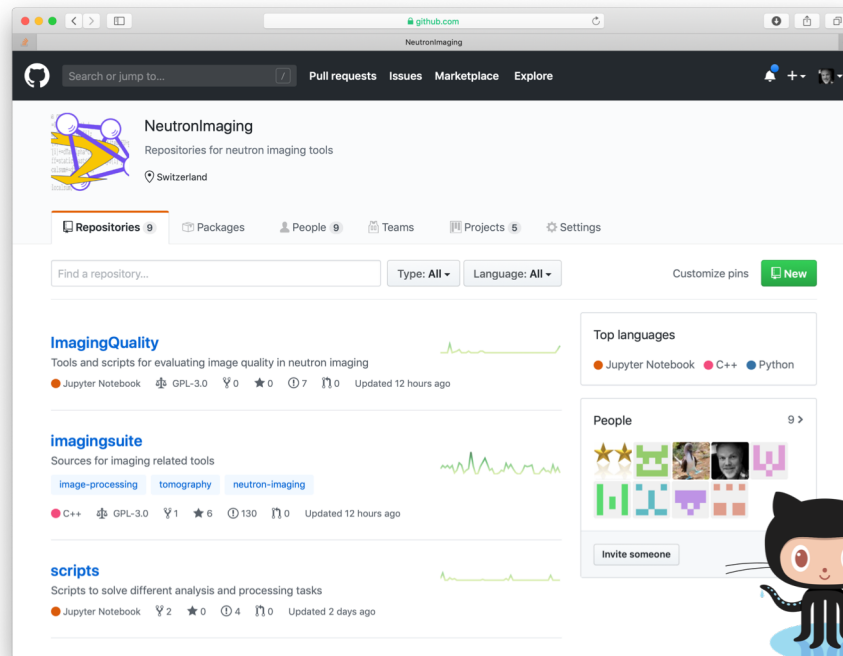 github.com
NeutronImaging
Search or jump to... /
Pull requests Issues Marketplace Explore
NeutronImaging
Repositories for neutron imaging tools
Switzerland
Repositories 9 Packages People 9 Teams Projects 5 Settings
Find a repository... Type: All Language: All Customize pins New
ImagingQuality
Tools and scripts for evaluating image quality in neutron imaging
Jupyter Notebook GPL-3.0 0 0 7 0 Updated 12 hours ago
imagingsuite
Sources for imaging related tools
image-processing tomography neutron-imaging
C++ GPL-3.0 1 6 130 0 Updated 12 hours ago
scripts
Scripts to solve different analysis and processing tasks
Jupyter Notebook 2 0 4 0 Updated 2 days ago
Top languages
Jupyter Notebook C++ Python
People 9
Invite someone